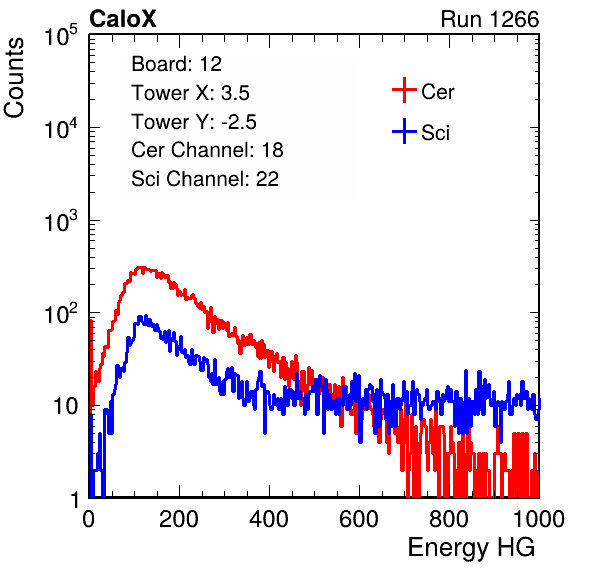 CaloX Run 1266
Counts
10^5
10^4
10^3
10^2
10
1
Board: 12
Tower X: 3.5
Tower Y: -2.5
Cer Channel: 18
Sci Channel: 22
Cer
Sci
0 200 400 600 800 1000
Energy HG